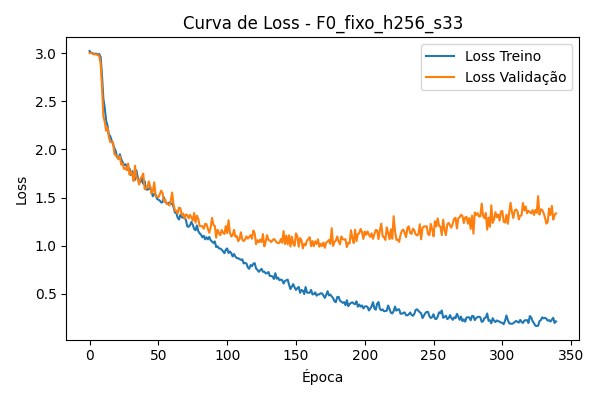 Curva de Loss - F0_fixo_h256_s33
Loss Treino
Loss Validação
Loss
3.0
2.5
2.0
1.5
1.0
0.5
0 50 100 150 200 250 300 350
Época